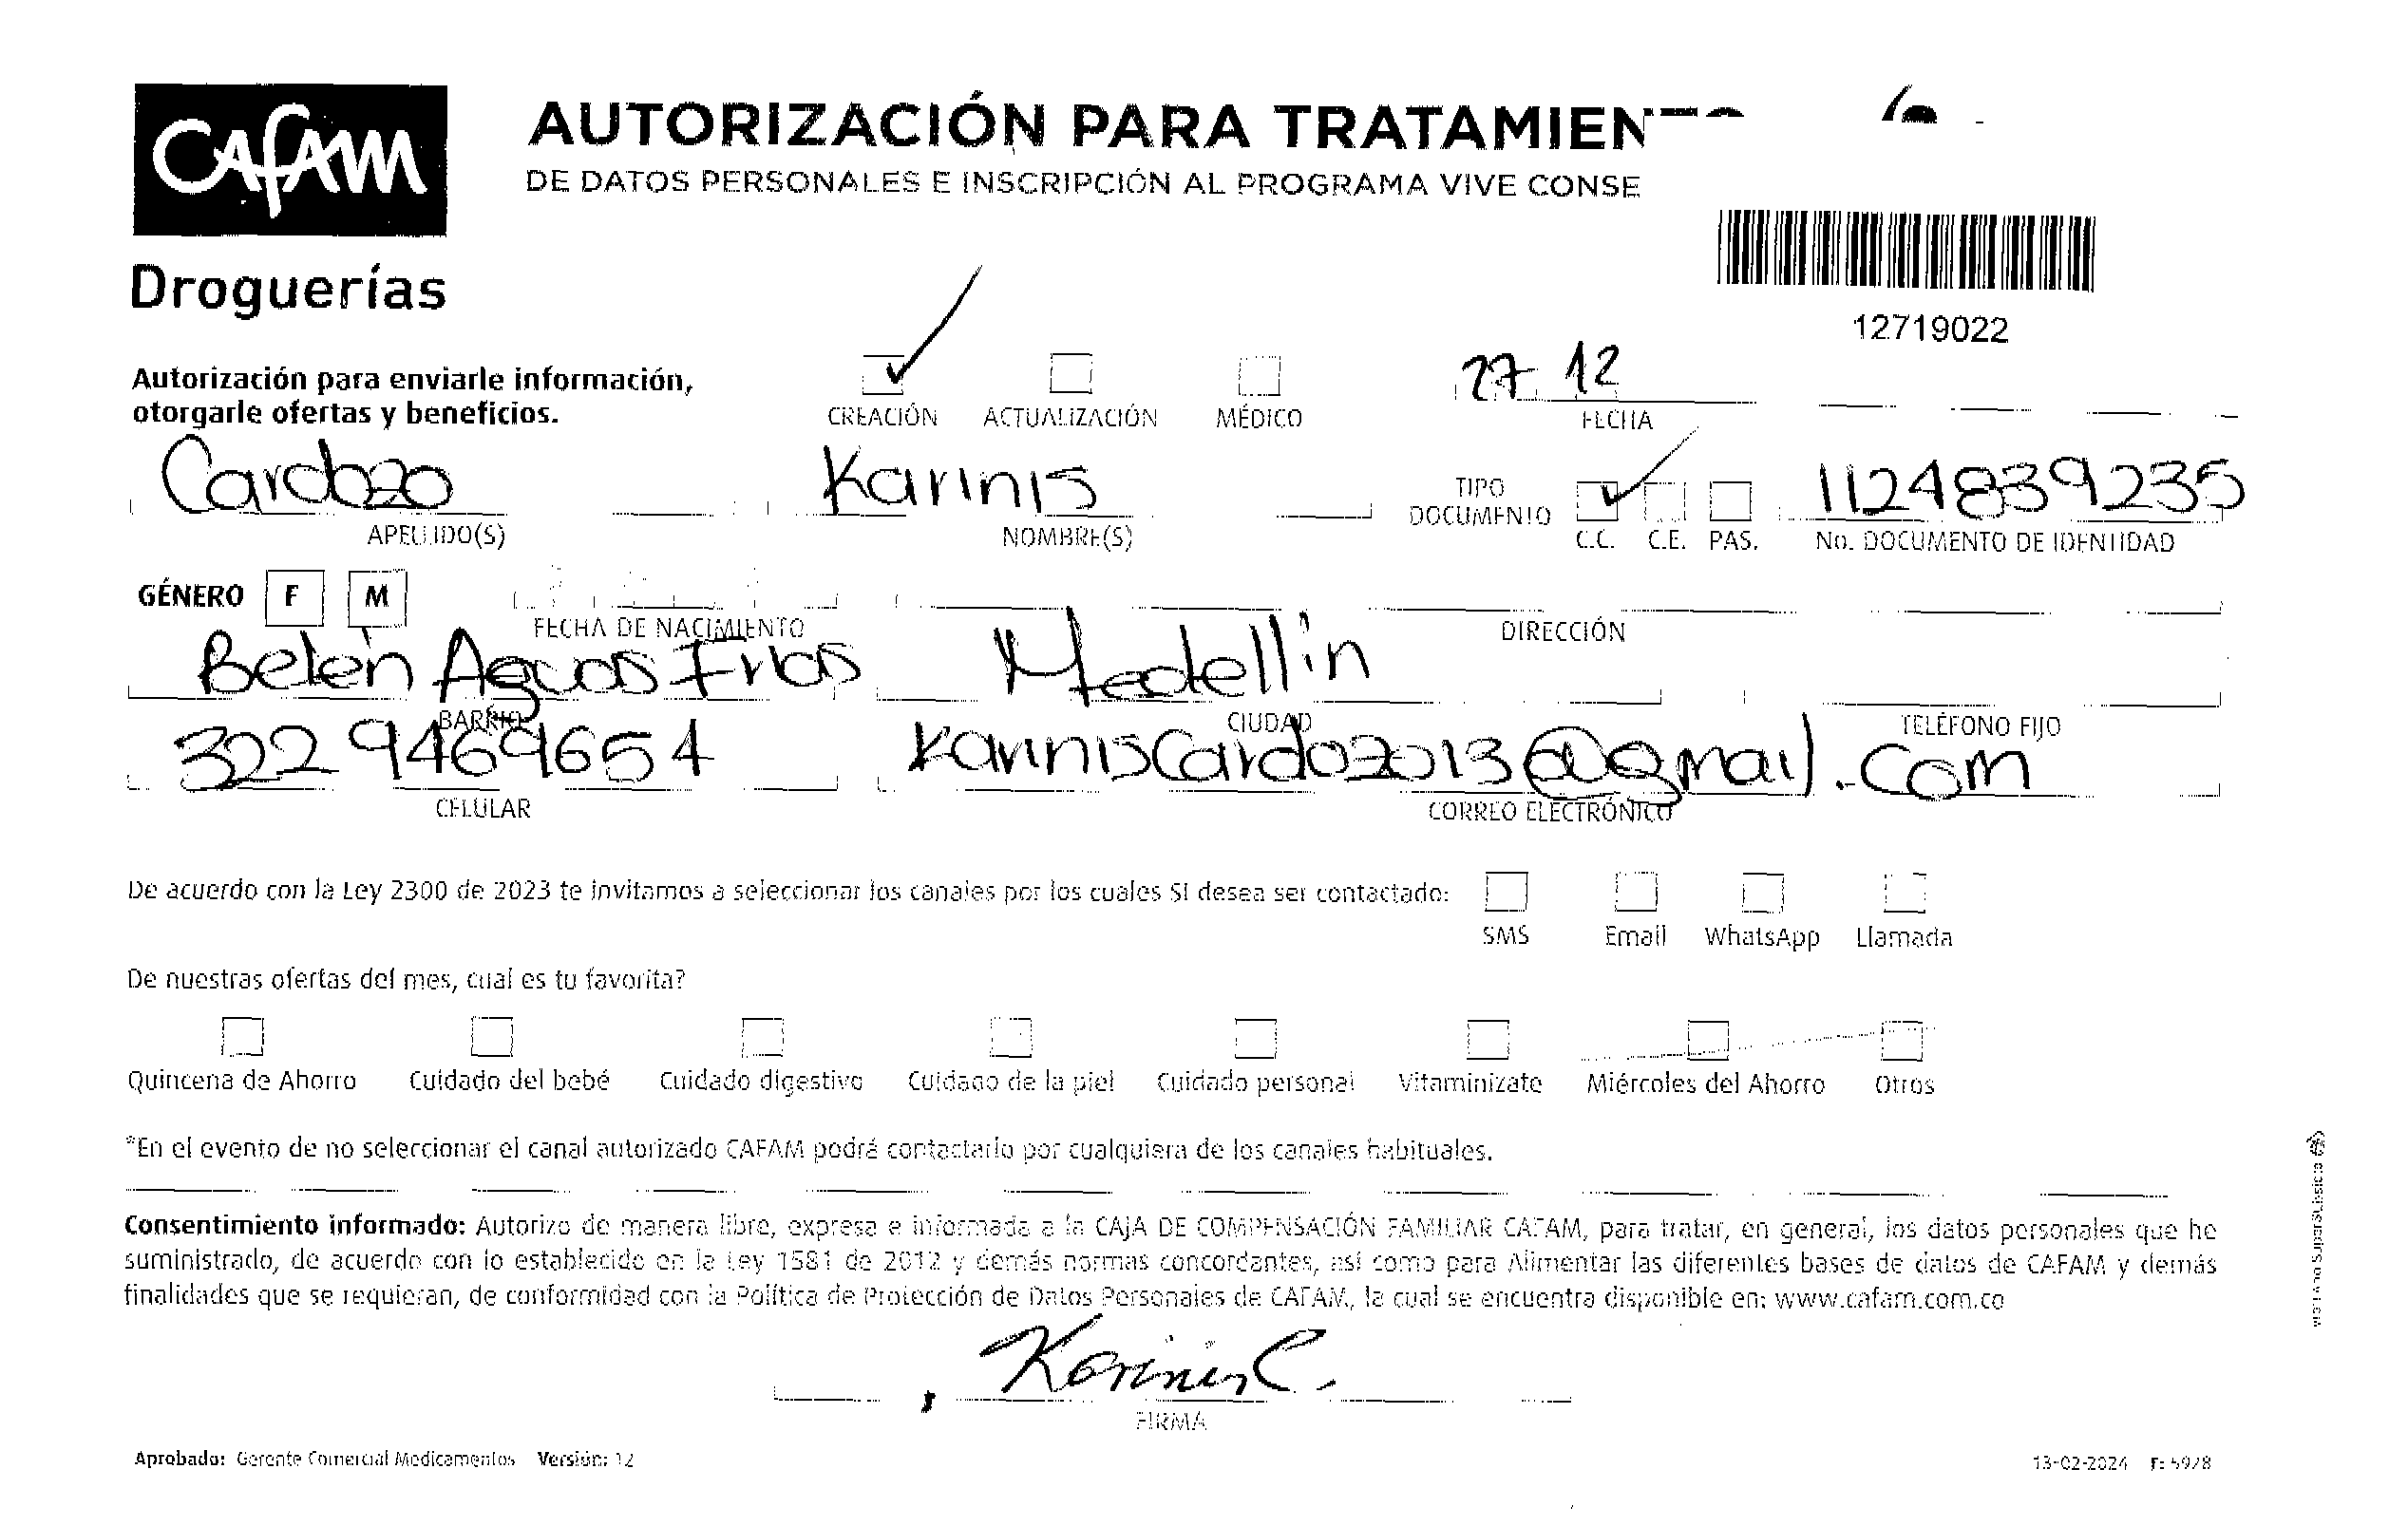 CAFAM
Droguerías
AUTORIZACIÓN PARA TRATAMIEN
DE DATOS PERSONALES E INSCRIPCIÓN AL PROGRAMA VIVE CONSE
12719022
Autorización para enviarle información,
otorgarle ofertas y beneficios.
CREACIÓN ACTUALIZACIÓN MÉDICO
27 12
FECHA
Cardozo Karinis
APELLIDO(S) NOMBRE(S)
TIPO DOCUMENTO C.C. C.E. PAS.
1124839235
No. DOCUMENTO DE IDENTIDAD
GÉNERO F M
FECHA DE NACIMIENTO DIRECCIÓN
Belén Aguas Frias Medellin
BARRIO CIUDAD TELÉFONO FIJO
322 9469654 KarinisCardo2013@gmail.com
CELULAR CORREO ELECTRÓNICO
De acuerdo con la Ley 2300 de 2023 te invitamos a seleccionar los canales por los cuales SI desea ser contactado:
SMS Email WhatsApp Llamada
De nuestras ofertas del mes, cual es tu favorita?
Quincena de Ahorro Cuidado del bebé Cuidado digestivo Cuidado de la piel Cuidado personal Vitaminizate Miércoles del Ahorro Otros
*En el evento de no seleccionar el canal autorizado CAFAM podrá contactarlo por cualquiera de los canales habituales.
Consentimiento informado: Autorizo de manera libre, expresa e informada a la CAJA DE COMPENSACIÓN FAMILIAR CAFAM, para tratar, en general, los datos personales que he
suministrado, de acuerdo con lo establecido en la Ley 1581 de 2012 y demás normas concordantes, así como para Alimentar las diferentes bases de datos de CAFAM y demás
finalidades que se requieran, de conformidad con la Política de Protección de Datos Personales de CAFAM, la cual se encuentra disponible en: www.cafam.com.co
Karinis C.
FIRMA
Aprobado: Gerente Comercial Medicamentos Versión: 12
13-02-2024 F: 5928